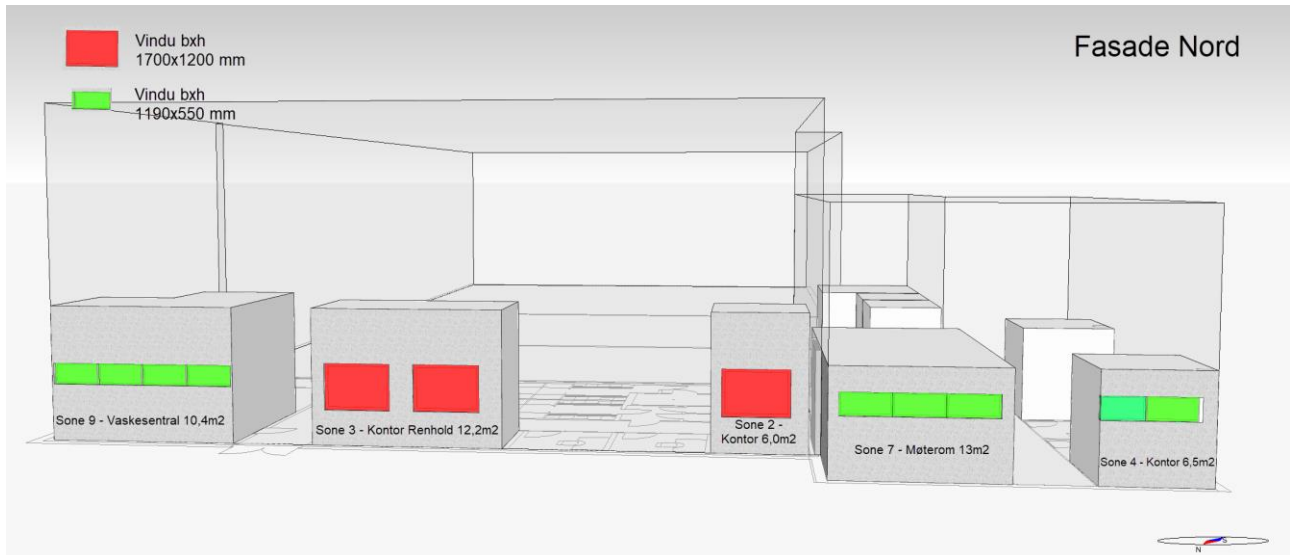 Vindu bxh
1700x1200 mm
Fasade Nord
Vindu bxh
1190x550 mm
Sone 9 - Vaskesentral 10,4m2
Sone 3 - Kontor Renhold 12,2m2
Sone 2 -
Kontor 6,0m2
Sone 7 - Møterom 13m2
Sone 4 - Kontor 6,5m2
N
S